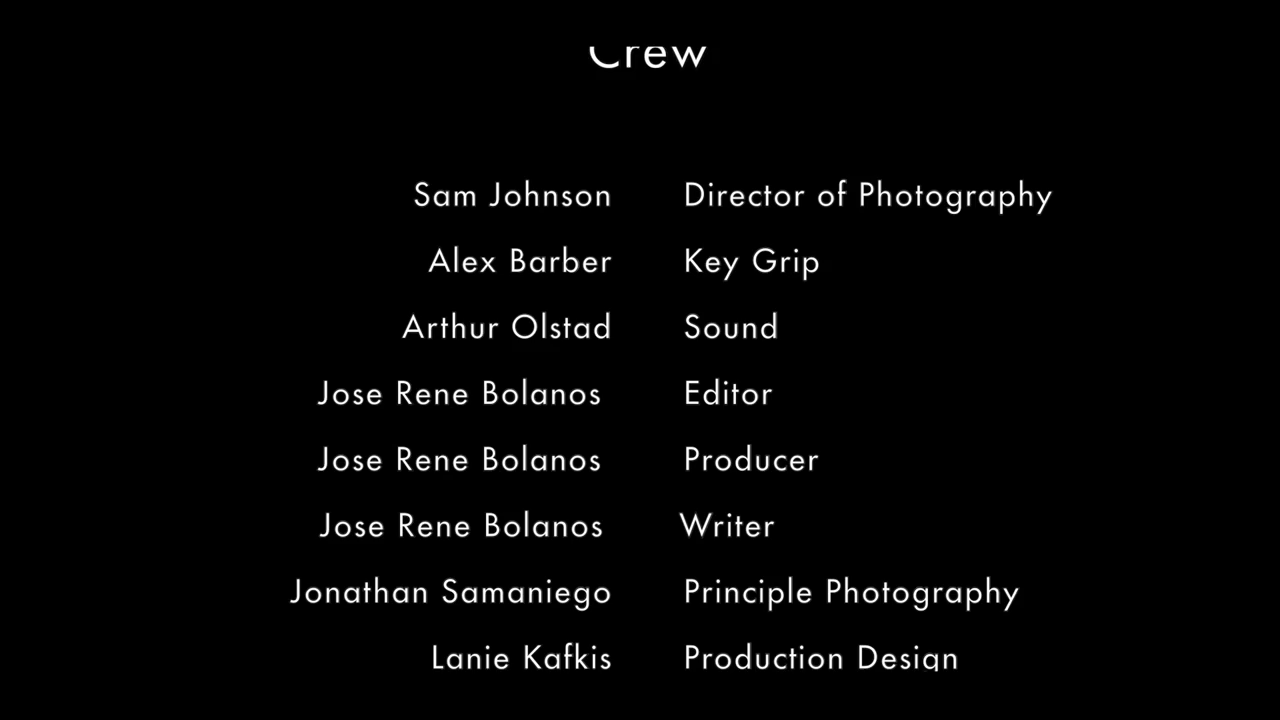 Crew
Sam Johnson Director of Photography
Alex Barber Key Grip
Arthur Olstad Sound
Jose Rene Bolanos Editor
Jose Rene Bolanos Producer
Jose Rene Bolanos Writer
Jonathan Samaniego Principle Photography
Lanie Kafkis Production Design